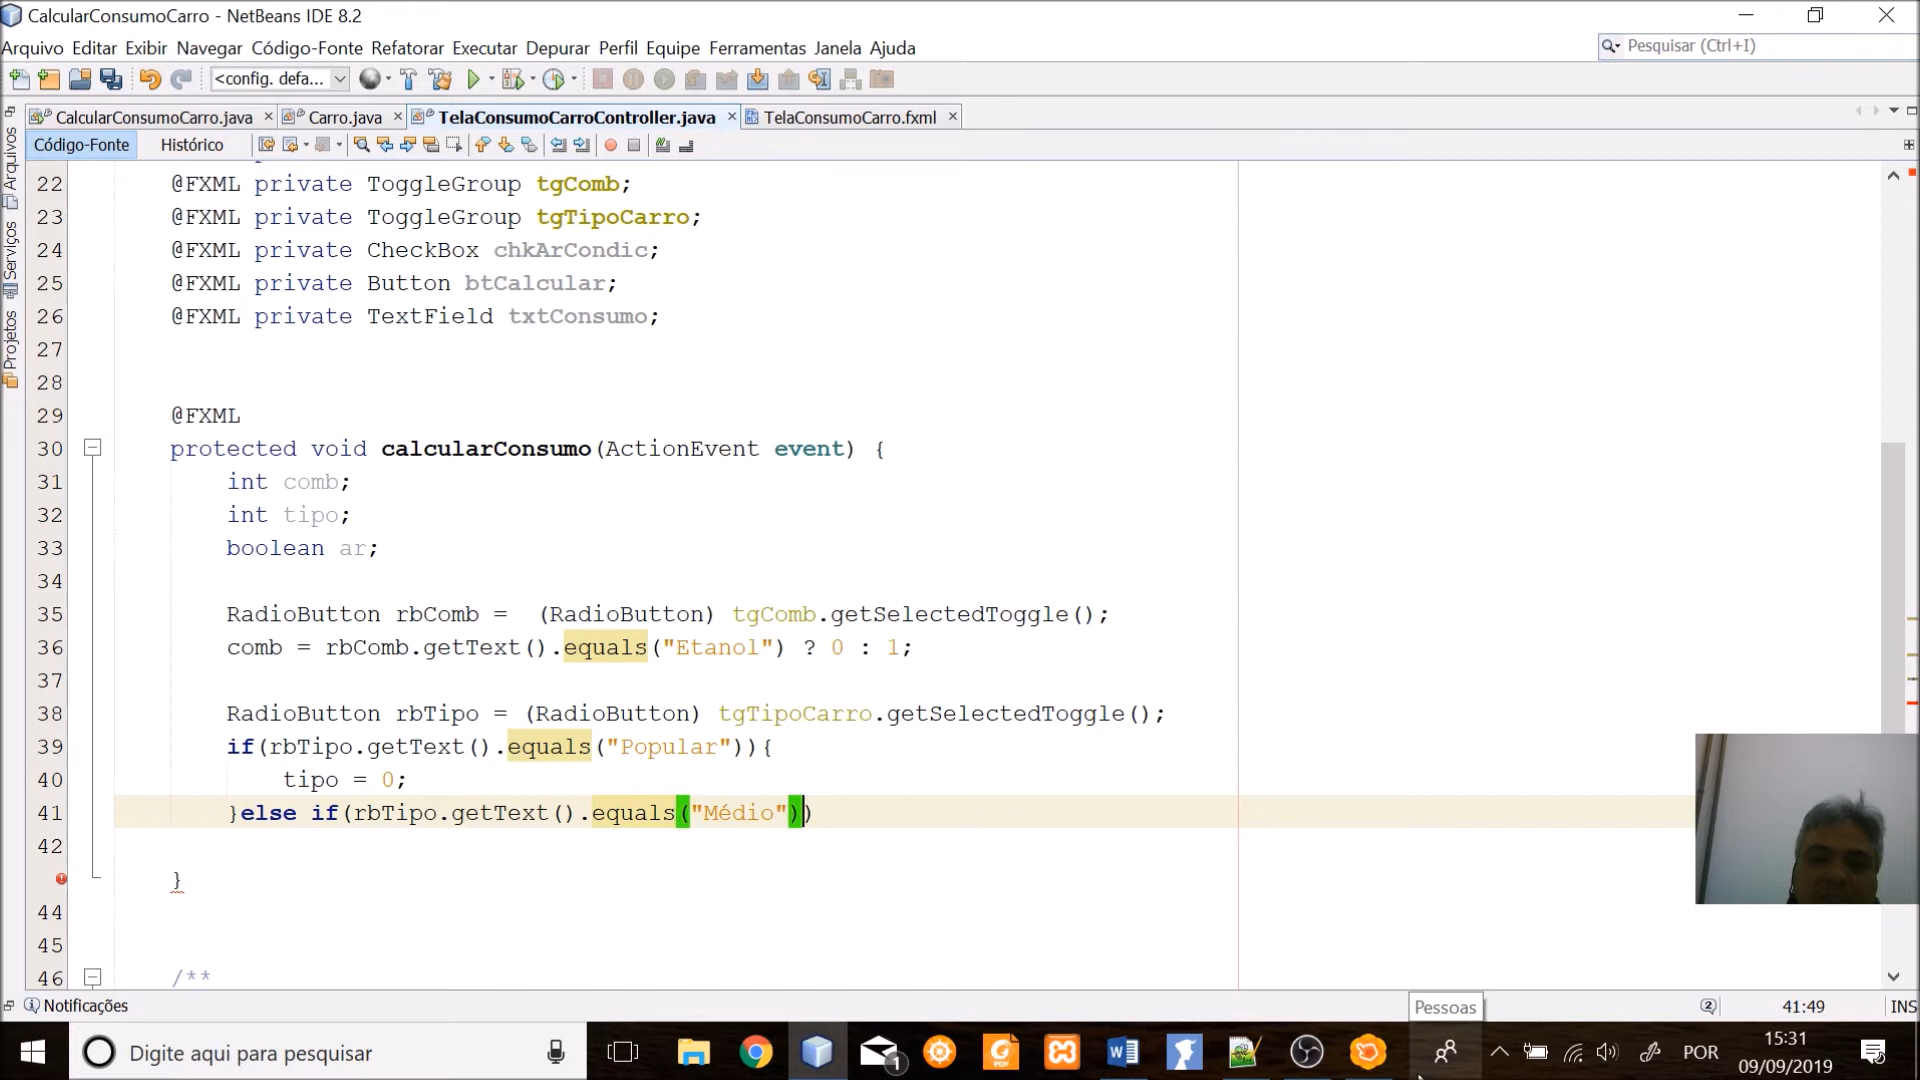 CalcularConsumoCarro - NetBeans IDE 8.2
Arquivo Editar Exibir Navegar Código-Fonte Refatorar Executar Depurar Perfil Equipe Ferramentas Janela Ajuda
Pesquisar (Ctrl+I)
<config. defa...
CalcularConsumoCarro.java Carro.java TelaConsumoCarroController.java TelaConsumoCarro.fxml
Código-Fonte Histórico
Arquivos
Serviços
Projetos
22 @FXML private ToggleGroup tgComb;
23 @FXML private ToggleGroup tgTipoCarro;
24 @FXML private CheckBox chkArCondic;
25 @FXML private Button btCalcular;
26 @FXML private TextField txtConsumo;
27
28
29 @FXML
30 protected void calcularConsumo(ActionEvent event) {
31 int comb;
32 int tipo;
33 boolean ar;
34
35 RadioButton rbComb =  (RadioButton) tgComb.getSelectedToggle();
36 comb = rbComb.getText().equals("Etanol") ? 0 : 1;
37
38 RadioButton rbTipo = (RadioButton) tgTipoCarro.getSelectedToggle();
39 if(rbTipo.getText().equals("Popular")){
40 tipo = 0;
41 }else if(rbTipo.getText().equals("Médio"))
42
}
44
45
46 /**
Notificações
Pessoas
2
41:49
INS
Digite aqui para pesquisar
1
POR
15:31
09/09/2019